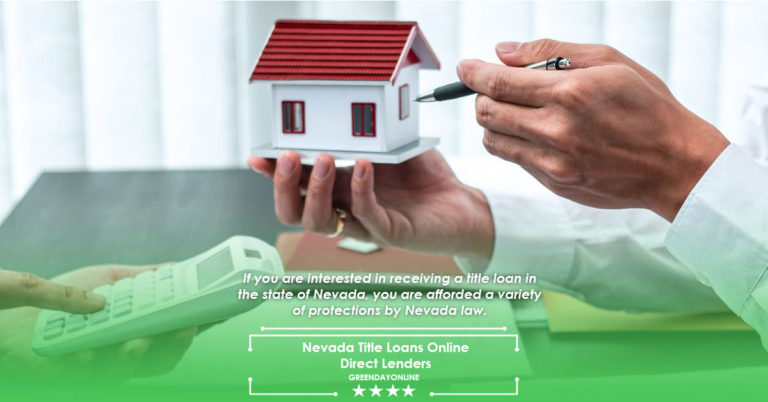 If you are interested in receiving a title loan in
the state of Nevada, you are afforded a variety
of protections by Nevada law.
Nevada Title Loans Online
Direct Lenders
GREENDAYONLINE